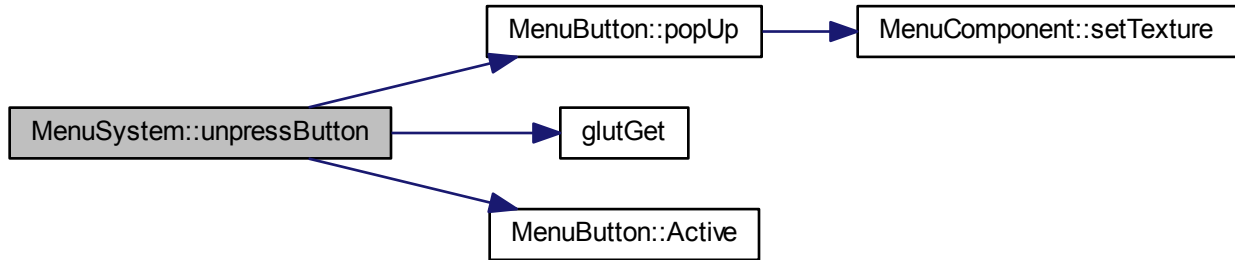 MenuButton::popUp
MenuComponent::setTexture
MenuSystem::unpressButton
glutGet
MenuButton::Active